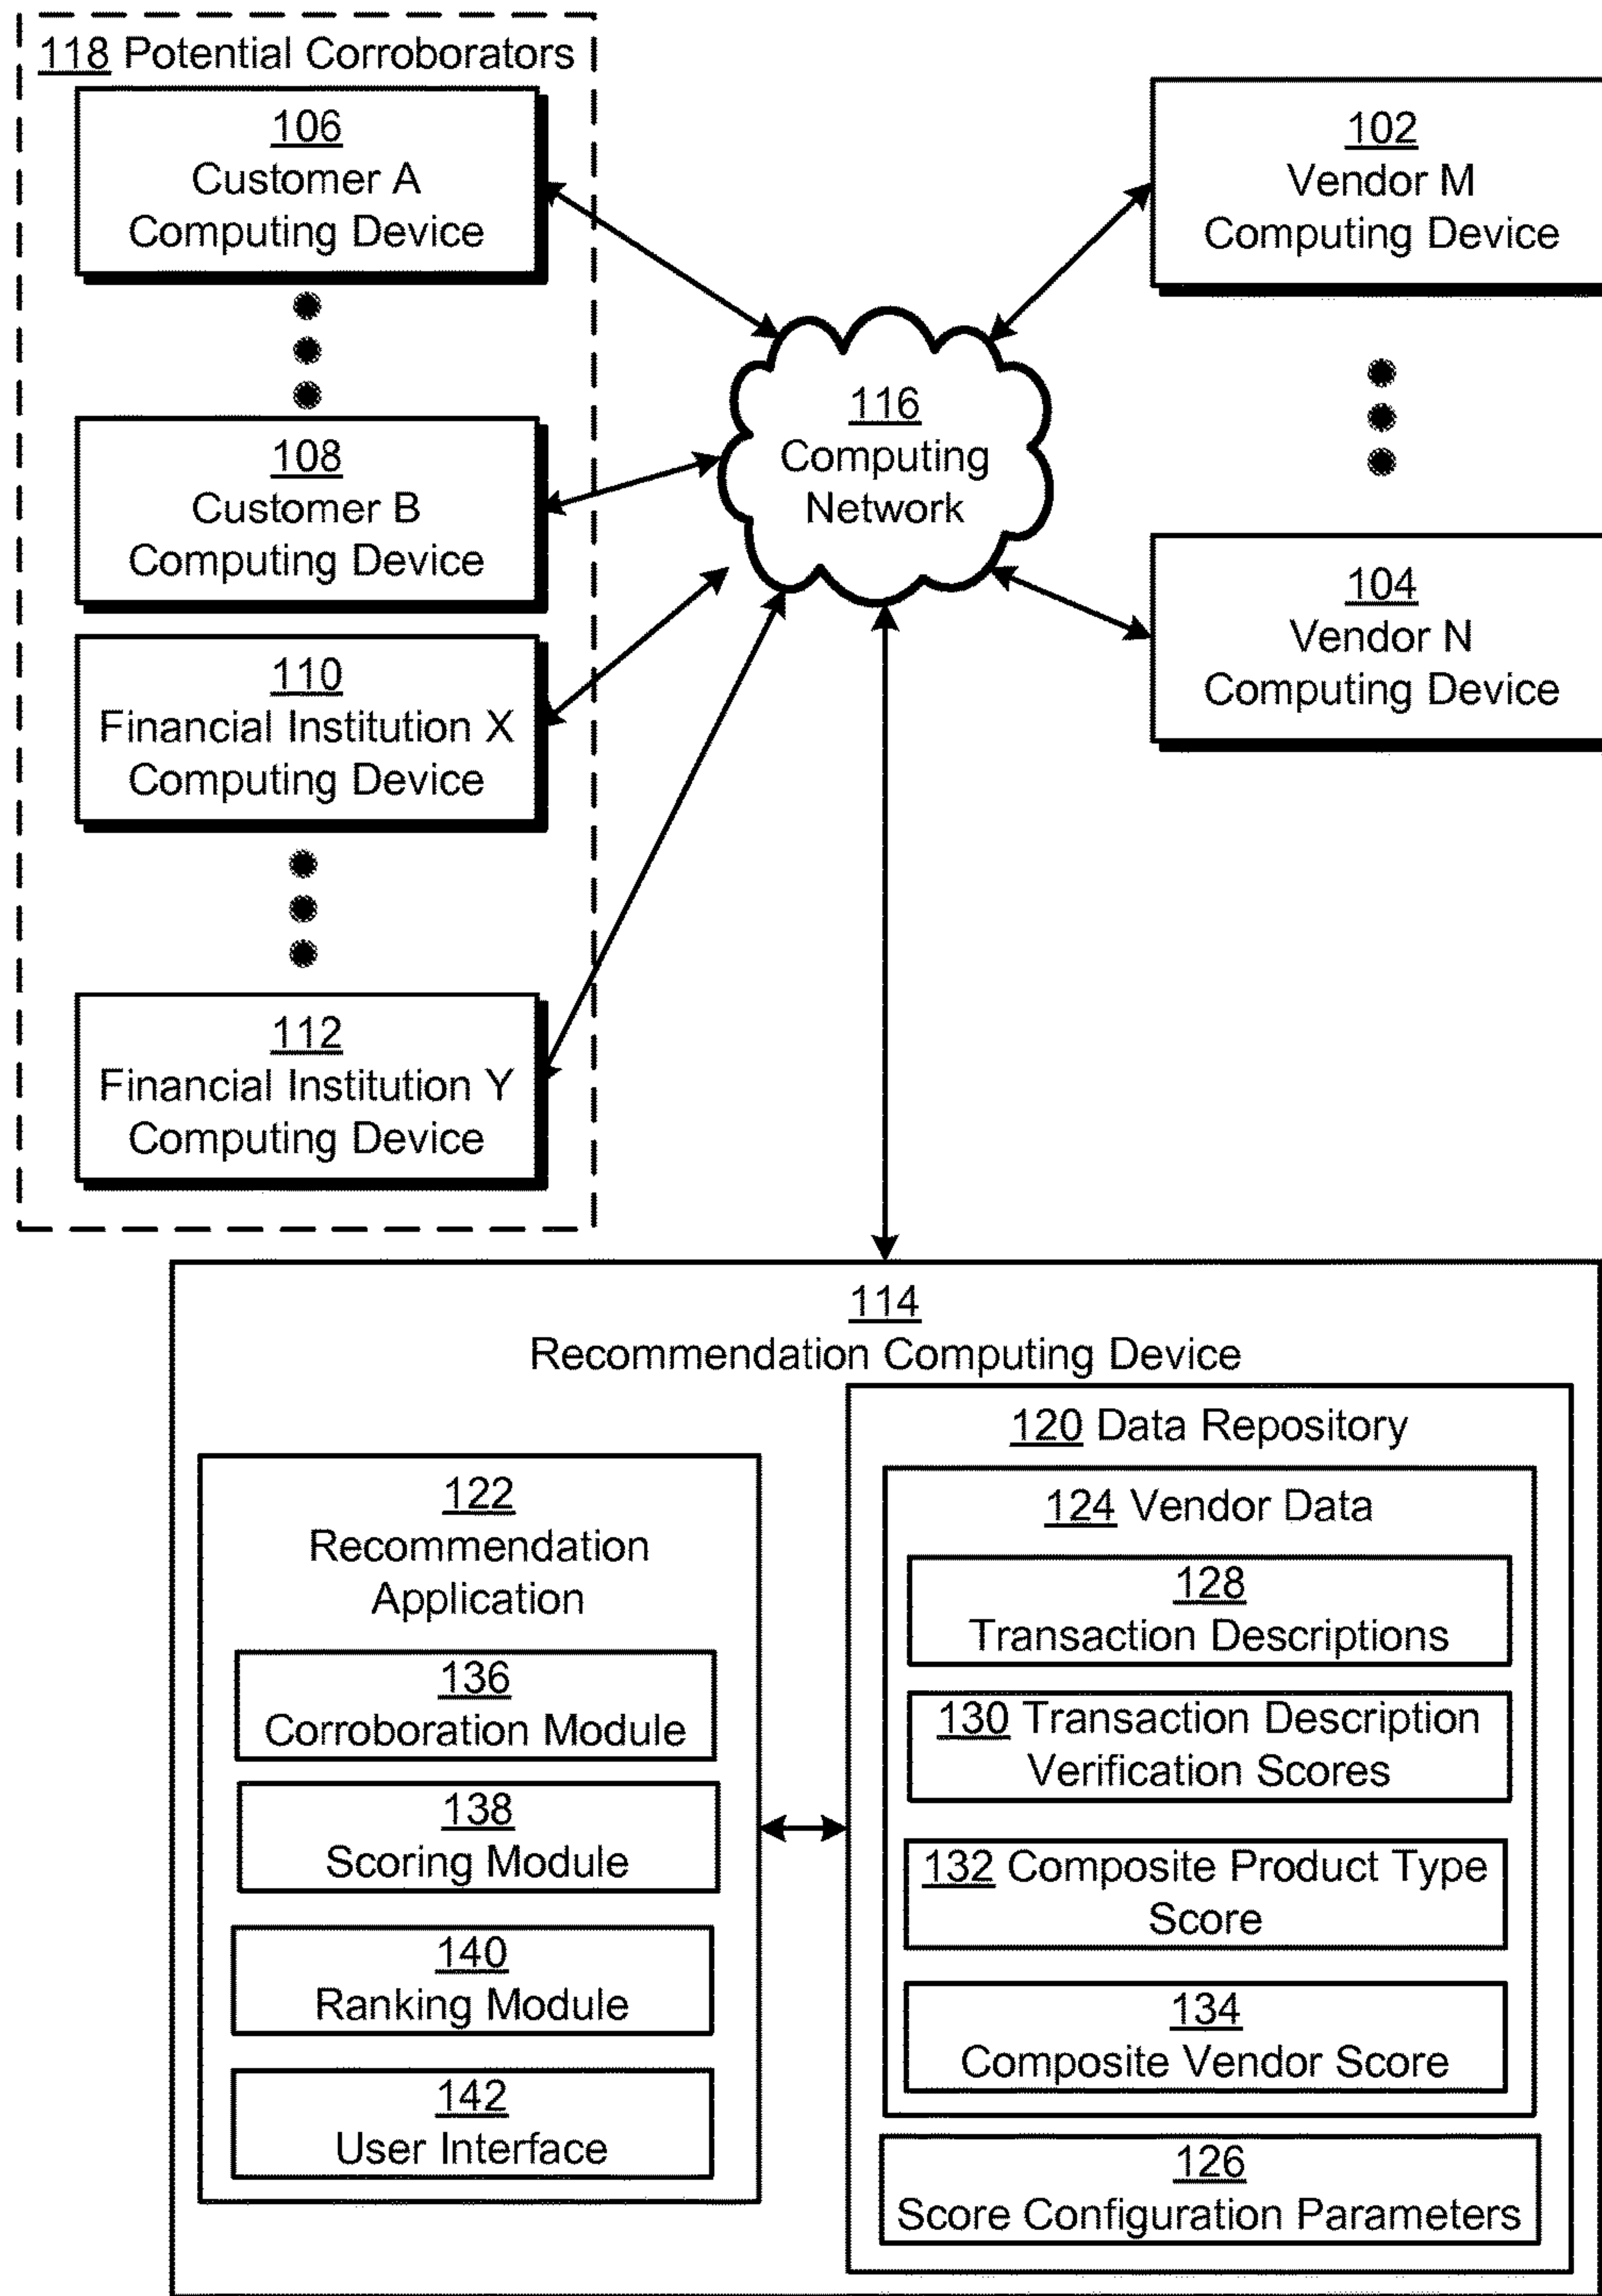 118 Potential Corroborators
106
Customer A
Computing Device
108
Customer B
Computing Device
110
Financial Institution X
Computing Device
112
Financial Institution Y
Computing Device
116
Computing
Network
102
Vendor M
Computing Device
104
Vendor N
Computing Device
114
Recommendation Computing Device
122
Recommendation
Application
136
Corroboration Module
138
Scoring Module
140
Ranking Module
142
User Interface
120 Data Repository
124 Vendor Data
128
Transaction Descriptions
130 Transaction Description
Verification Scores
132 Composite Product Type
Score
134
Composite Vendor Score
126
Score Configuration Parameters